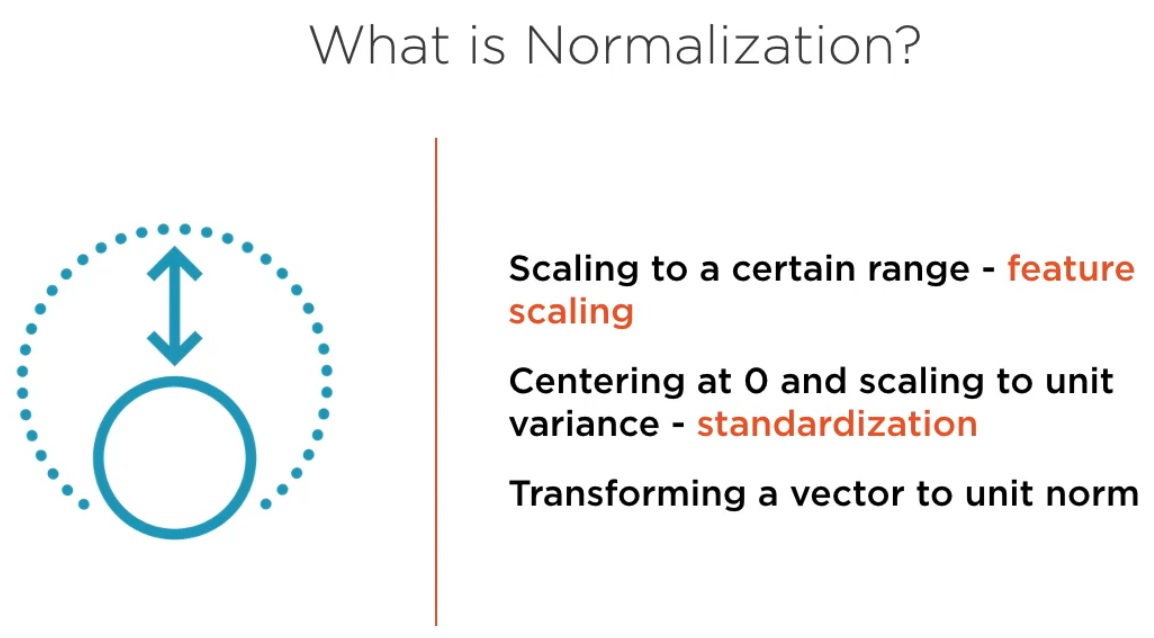 What is Normalization?
Scaling to a certain range - feature
scaling
Centering at 0 and scaling to unit
variance - standardization
Transforming a vector to unit norm